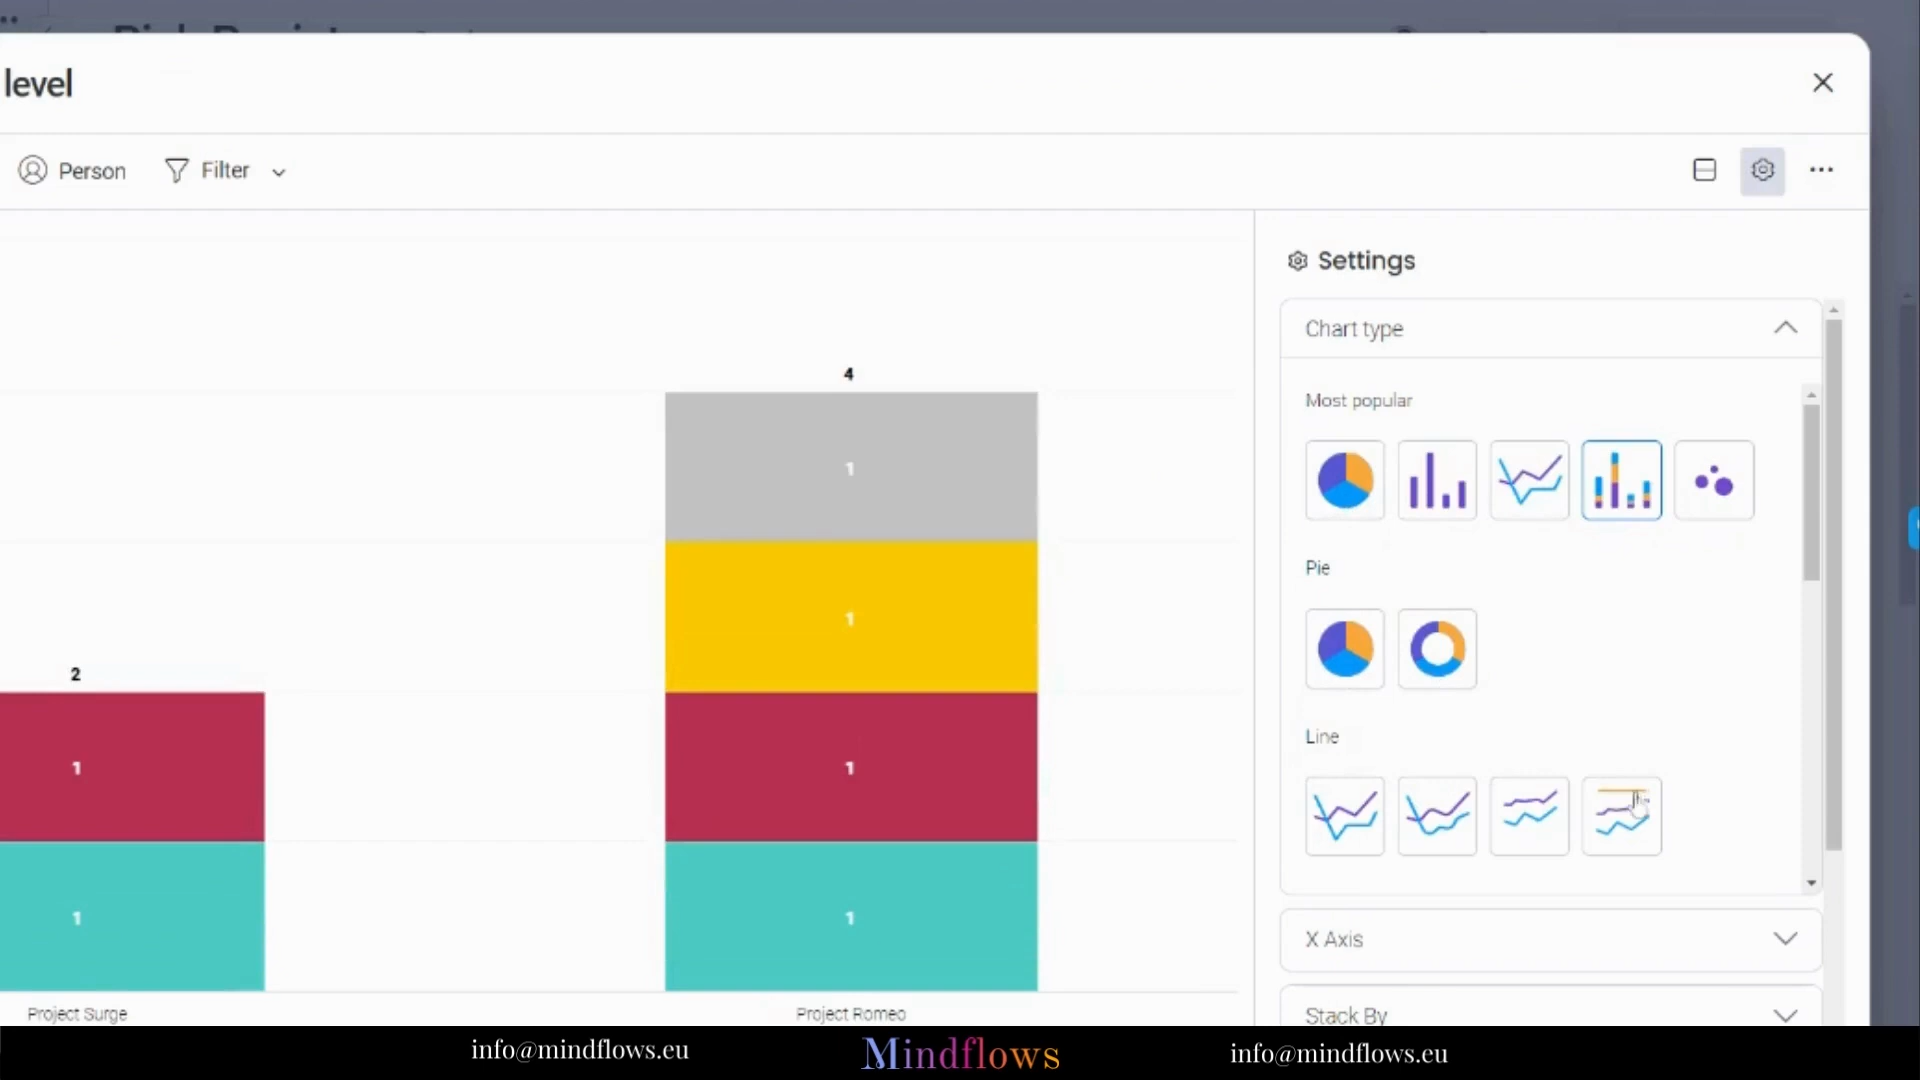 level
Person
Filter
Settings
Chart type
Most popular
Pie
Line
X Axis
Stack By
4
1
1
2
1
1
1
1
Project Surge
Project Romeo
info@mindflows.eu
Mindflows
info@mindflows.eu